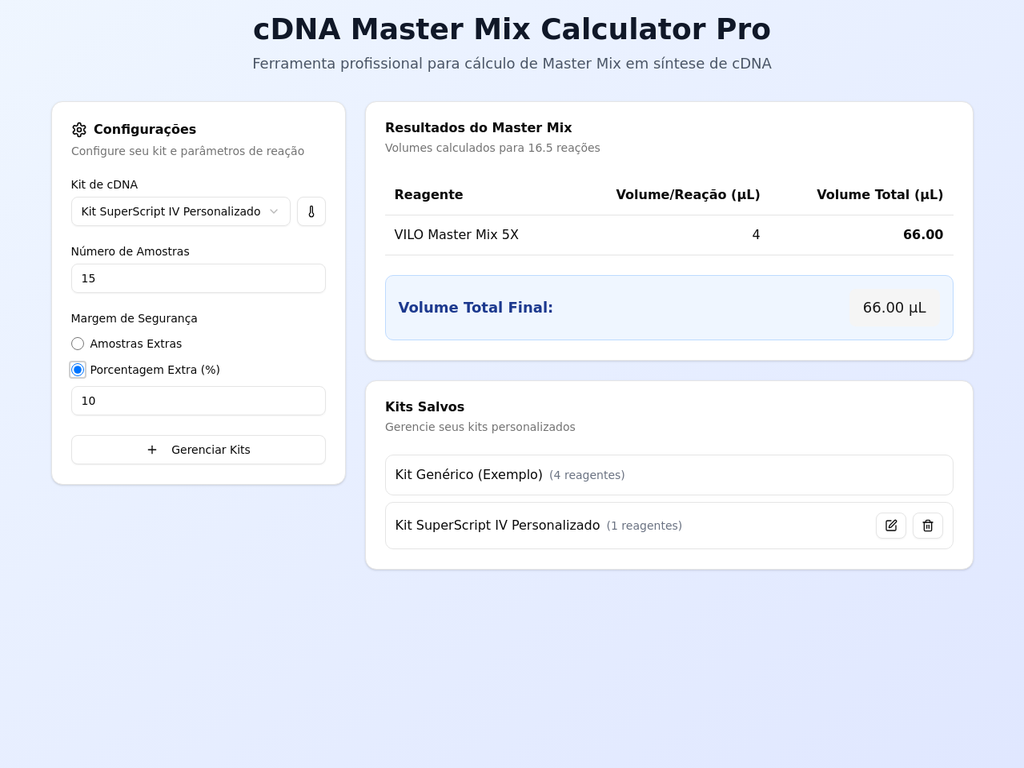 cDNA Master Mix Calculator Pro
Ferramenta profissional para cálculo de Master Mix em síntese de cDNA
Configurações
Configure seu kit e parâmetros de reação
Kit de cDNA
Kit SuperScript IV Personalizado
Número de Amostras
15
Margem de Segurança
Amostras Extras
Porcentagem Extra (%)
10
Gerenciar Kits
Resultados do Master Mix
Volumes calculados para 16.5 reações
Reagente Volume/Reação (µL) Volume Total (µL)
VILO Master Mix 5X 4 66.00
Volume Total Final: 66.00 µL
Kits Salvos
Gerencie seus kits personalizados
Kit Genérico (Exemplo) (4 reagentes)
Kit SuperScript IV Personalizado (1 reagentes)